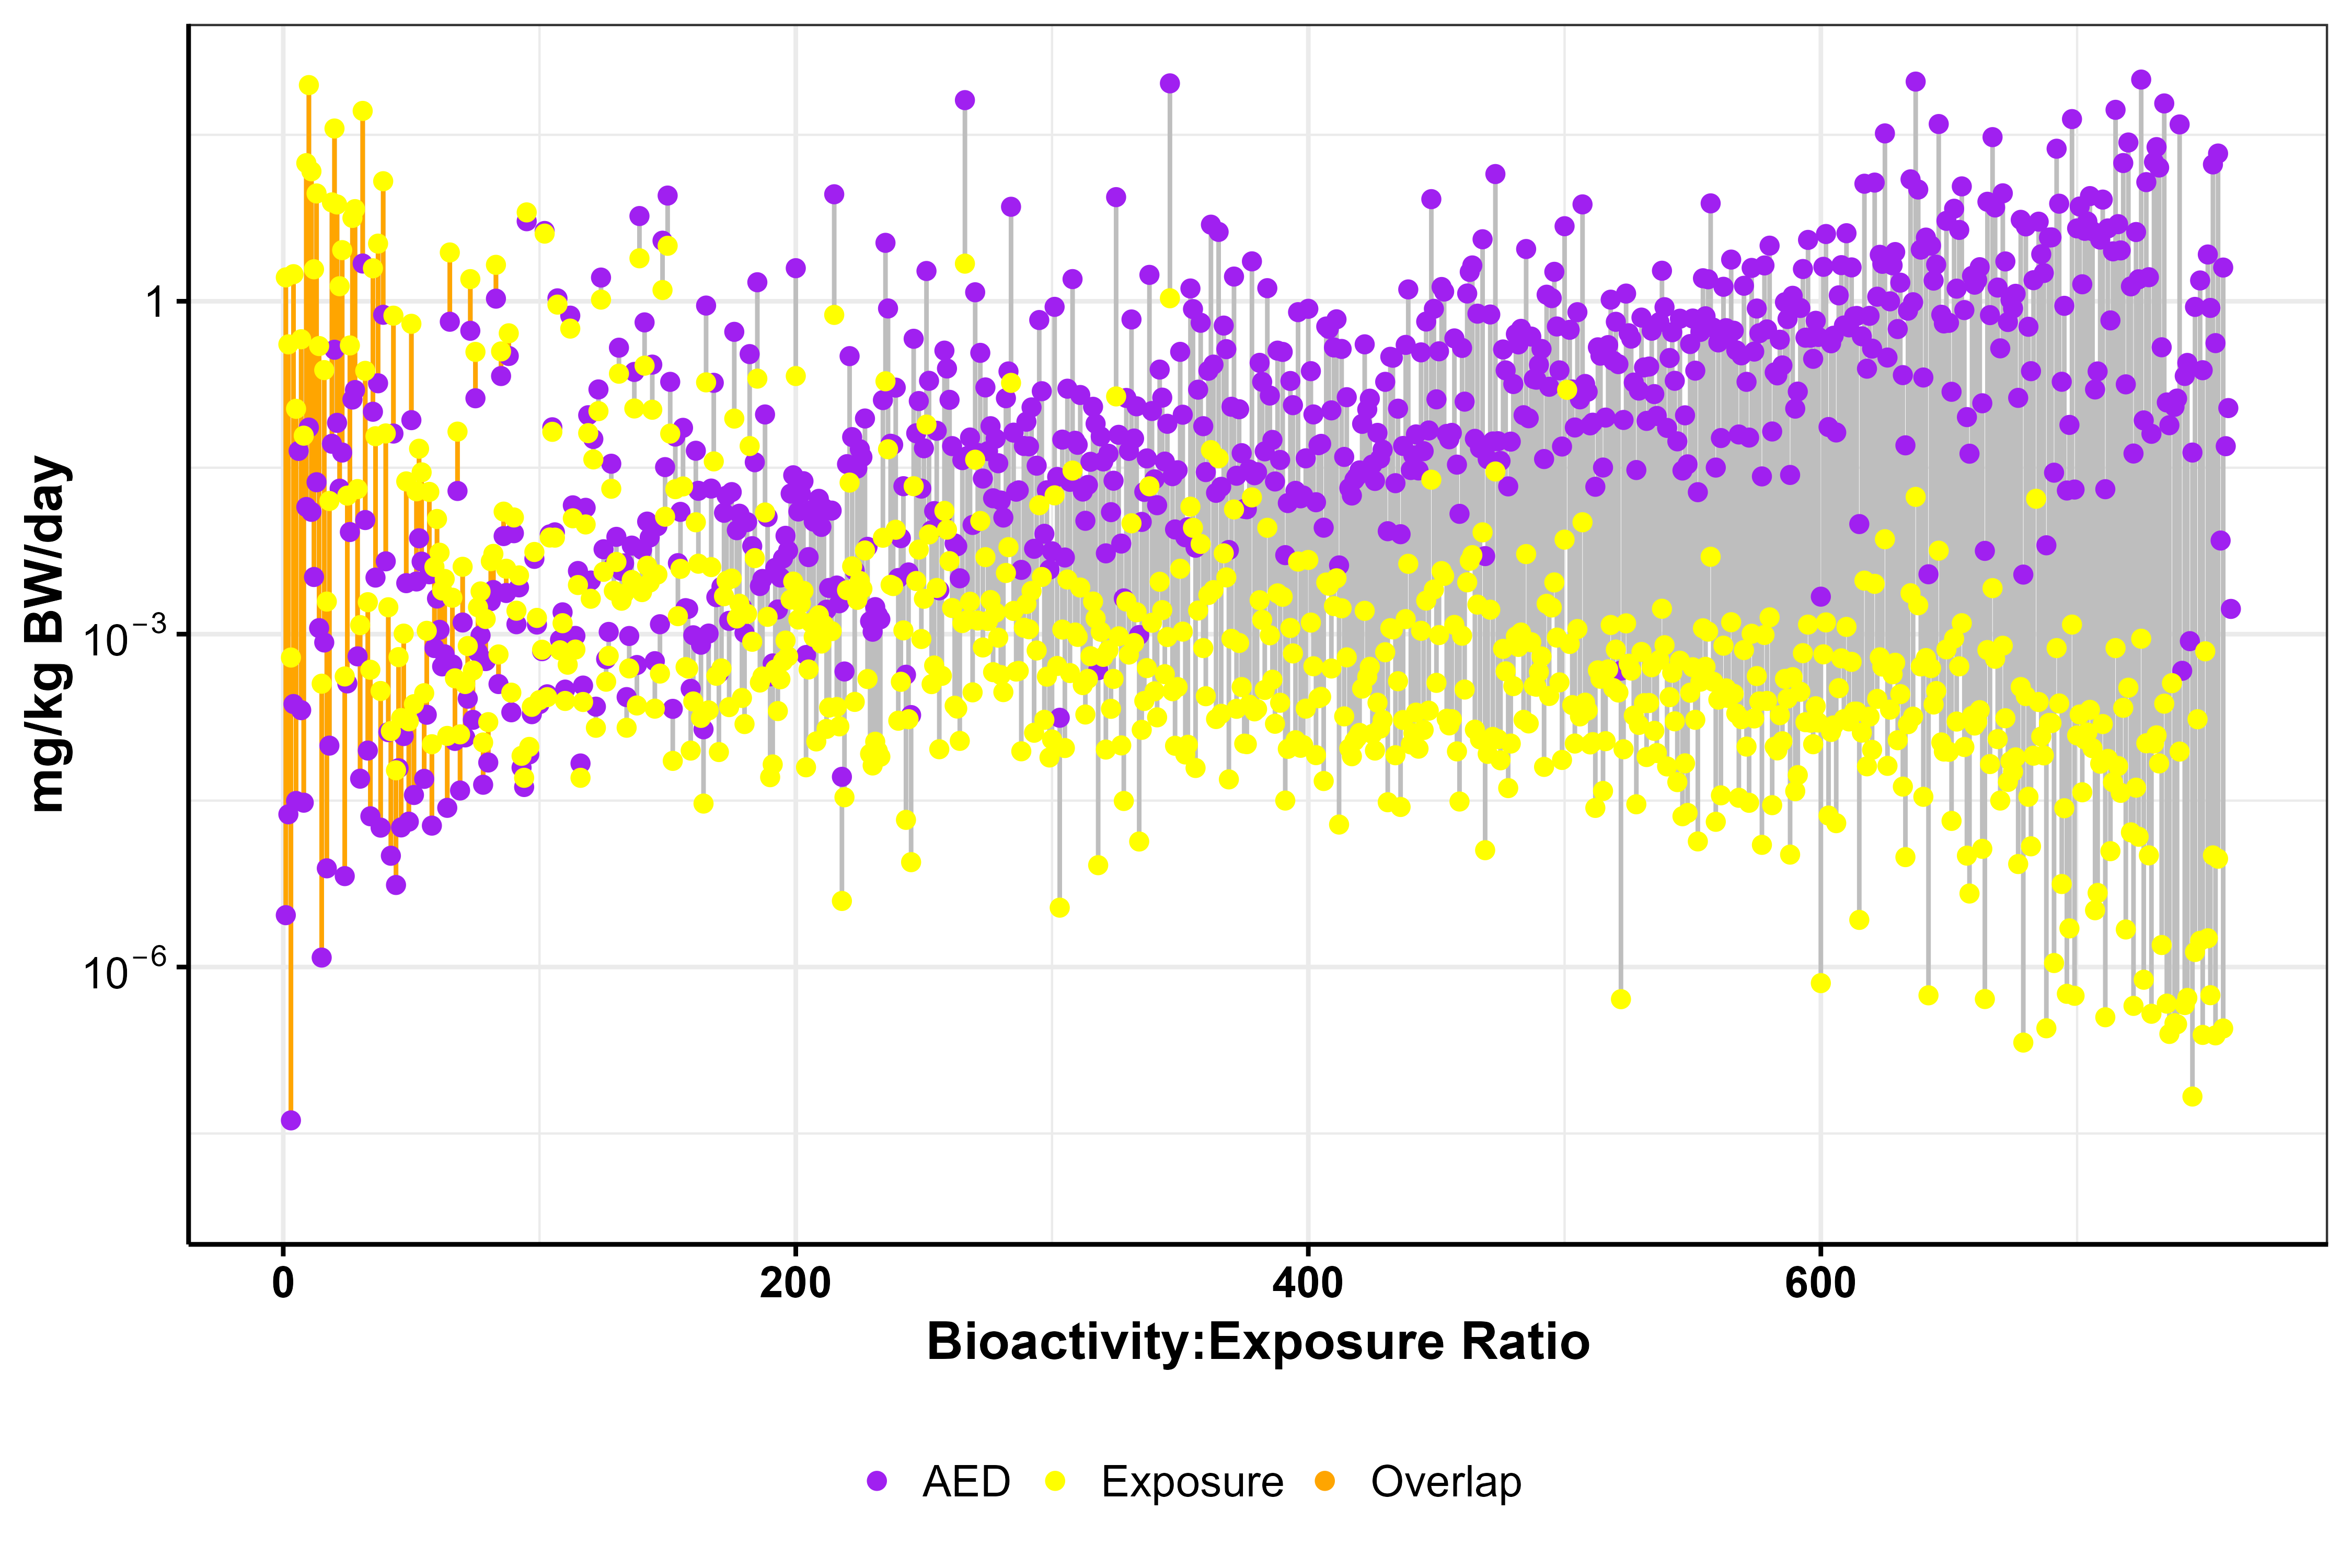 mg/kg BW/day
1
10⁻³
10⁻⁶
0 200 400 600
Bioactivity:Exposure Ratio
AED Exposure Overlap